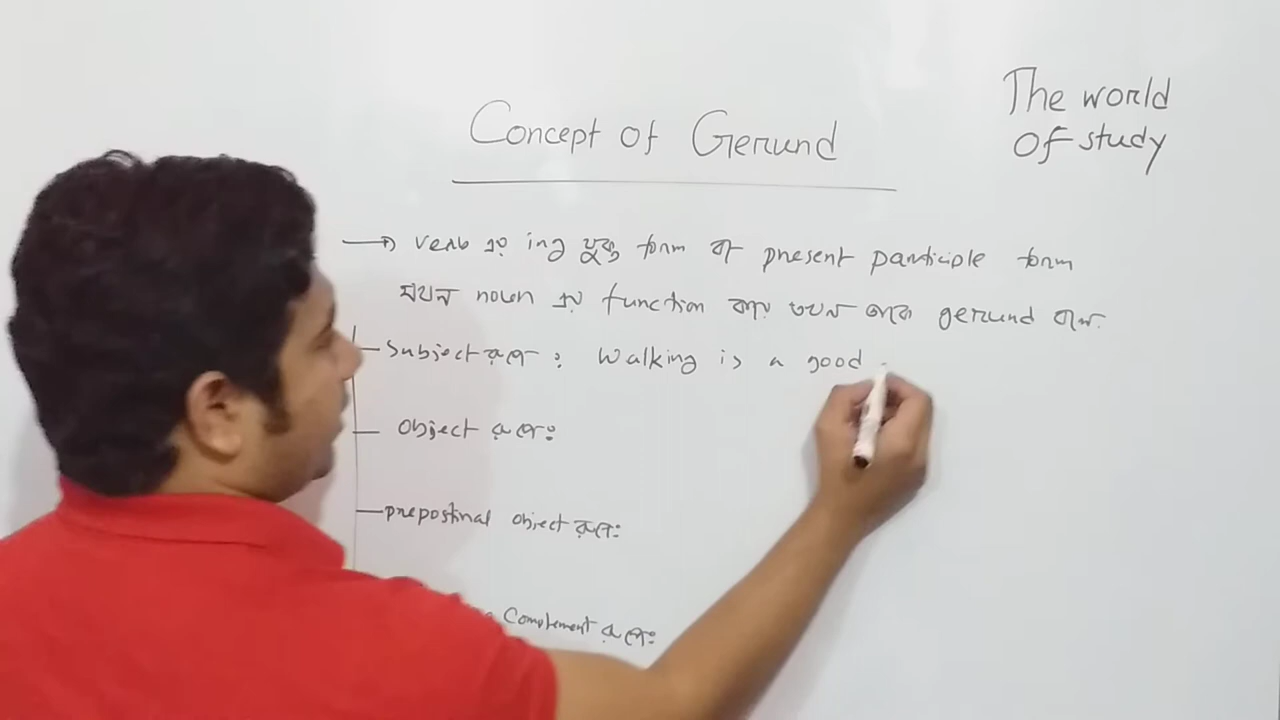 The world
of study
Concept of Gerund
→ verb এর ing যুক্ত form বা present participle form
যখন noun এর function করে তখন তাকে gerund বলে.
Subject রূপে : Walking is a good
Object রূপে:
prepostinal object রূপে:
Complement রূপে: